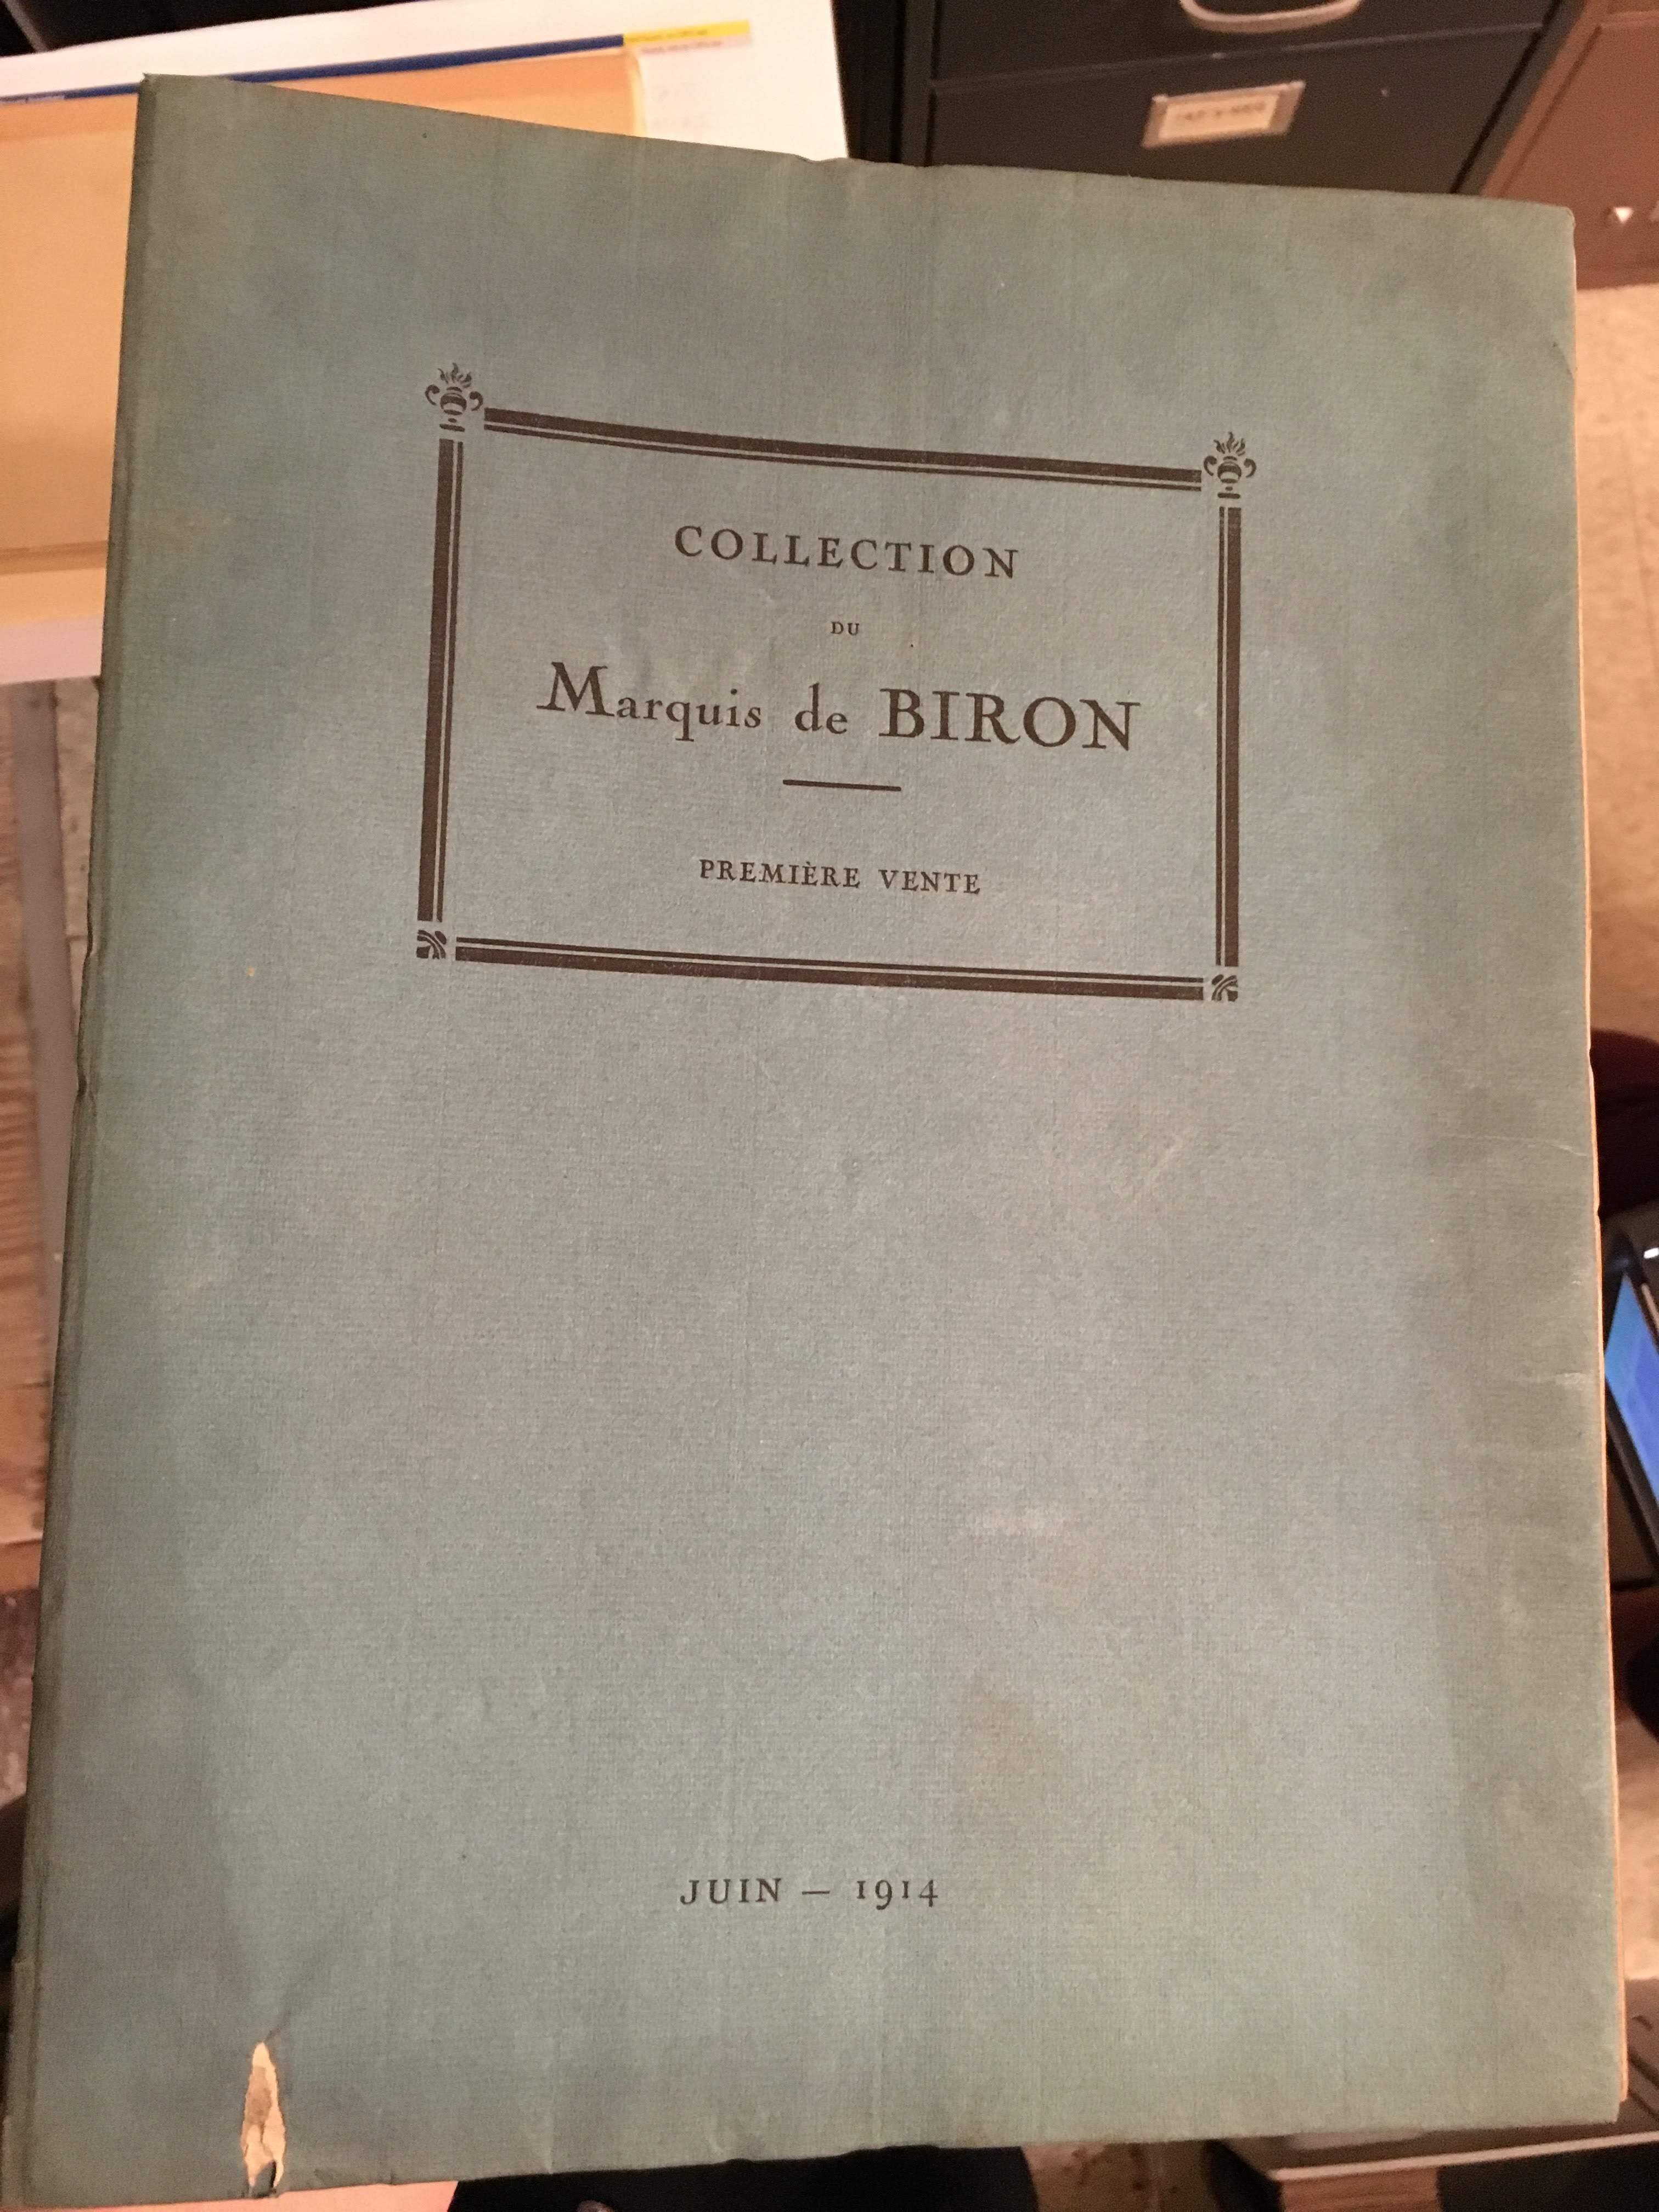 COLLECTION
DU
Marquis de BIRON
PREMIÈRE VENTE
JUIN — 1914